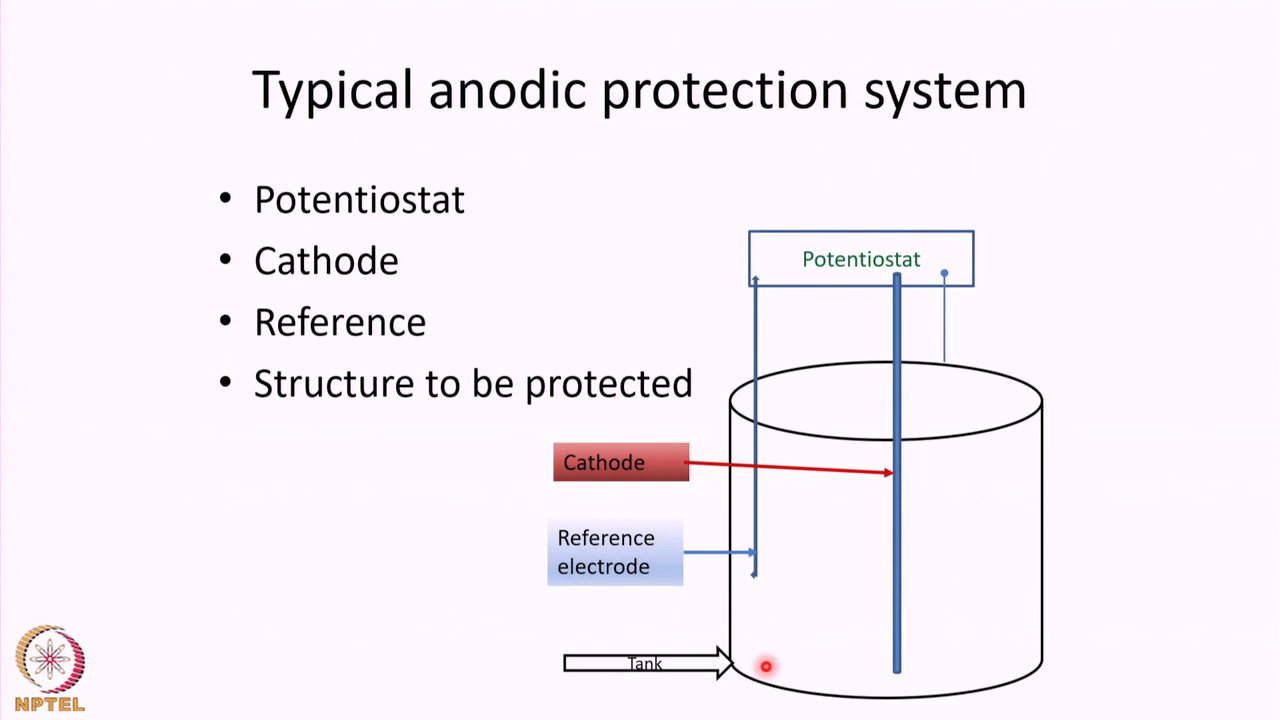 Typical anodic protection system
• Potentiostat
• Cathode
• Reference
• Structure to be protected
Potentiostat
Cathode
Reference
electrode
Tank
NPTEL